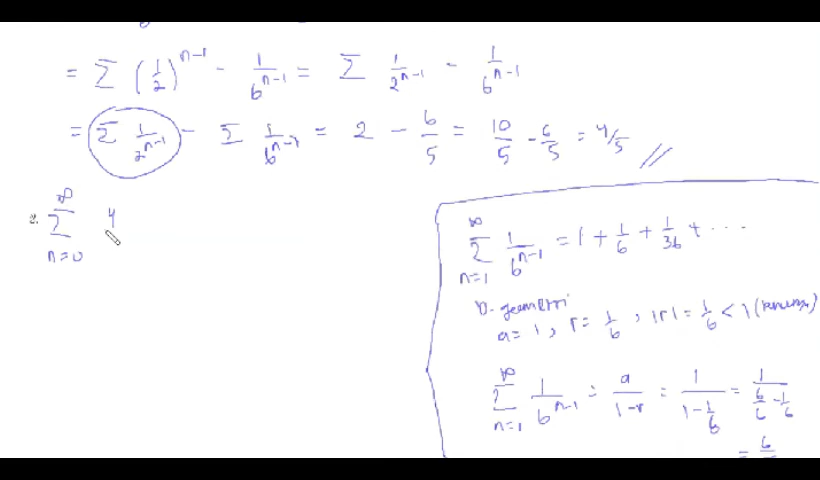 = Σ (1/2)^{n-1} - 1/6^{n-1} = Σ 1/2^{n-1} - 1/6^{n-1}
= Σ 1/2^{n-1} - Σ 1/6^{n-1} = 2 - 6/5 = 10/5 - 6/5 = 4/5 //
2. Σ_{n=0}^{∞} 4
Σ_{n=1}^{∞} 1/6^{n-1} = 1 + 1/6 + 1/36 + ...
D. geometri
a = 1, r = 1/6, |r| = 1/6 < 1
Σ_{n=1}^{∞} 1/6^{n-1} = a/(1-r) = 1/(1-1/6) = 1/(6/6 - 1/6)
= 6/